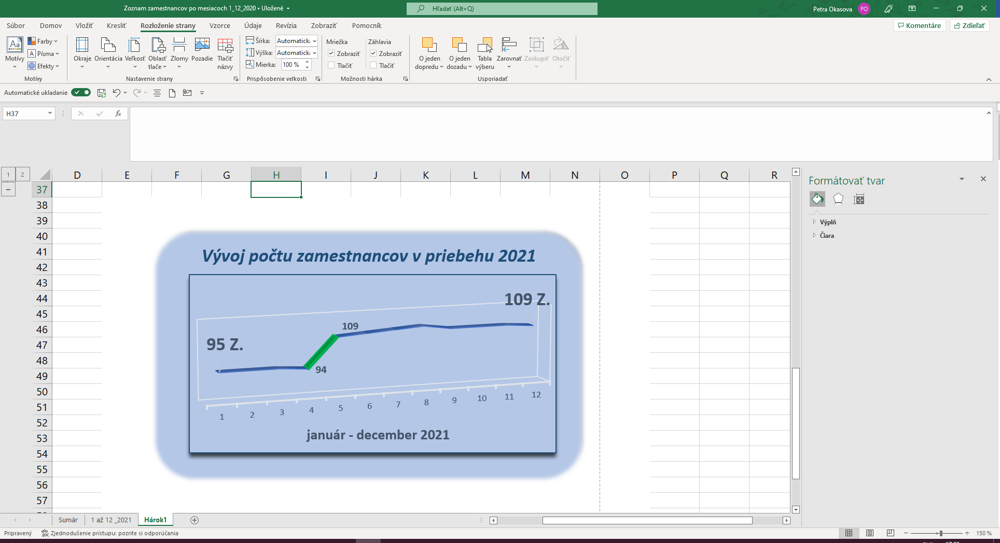 Zoznam zamestnancov po mesiacoch 1_12_2020 • Uložené
Hľadať (Alt+Q)
Petra Okasova
PO
Súbor Domov Vložiť Kresliť Rozloženie strany Vzorce Údaje Revízia Zobraziť Pomocník
Komentáre Zdieľať
Motívy
Farby
Písma
Efekty
Motívy
Okraje
Orientácia
Veľkosť
Oblasť tlače
Zlomy
Pozadie
Tlačiť názvy
Nastavenie strany
Šírka: Automatick
Výška: Automatick
Mierka: 100 %
Prispôsobenie veľkosti
Mriežka
Zobraziť
Tlačiť
Záhlavia
Zobraziť
Tlačiť
Možnosti hárka
O jeden dopredu
O jeden dozadu
Tabla výberu
Zarovnať
Zoskupiť
Otočiť
Usporiadať
Automatické ukladanie
H37
fx
1 2
D E F G H I J K L M N O P Q R
37
38
39
40
41
42
43
44
45
46
47
48
49
50
51
52
53
54
55
56
57
Vývoj počtu zamestnancov v priebehu 2021
109 Z.
109
95 Z.
94
1 2 3 4 5 6 7 8 9 10 11 12
január - december 2021
Formátovať tvar
Výplň
Čiara
Sumár 1 až 12 _2021 Hárok1
Pripravený
Zjednodušenie prístupu: pozrite si odporúčania
150 %